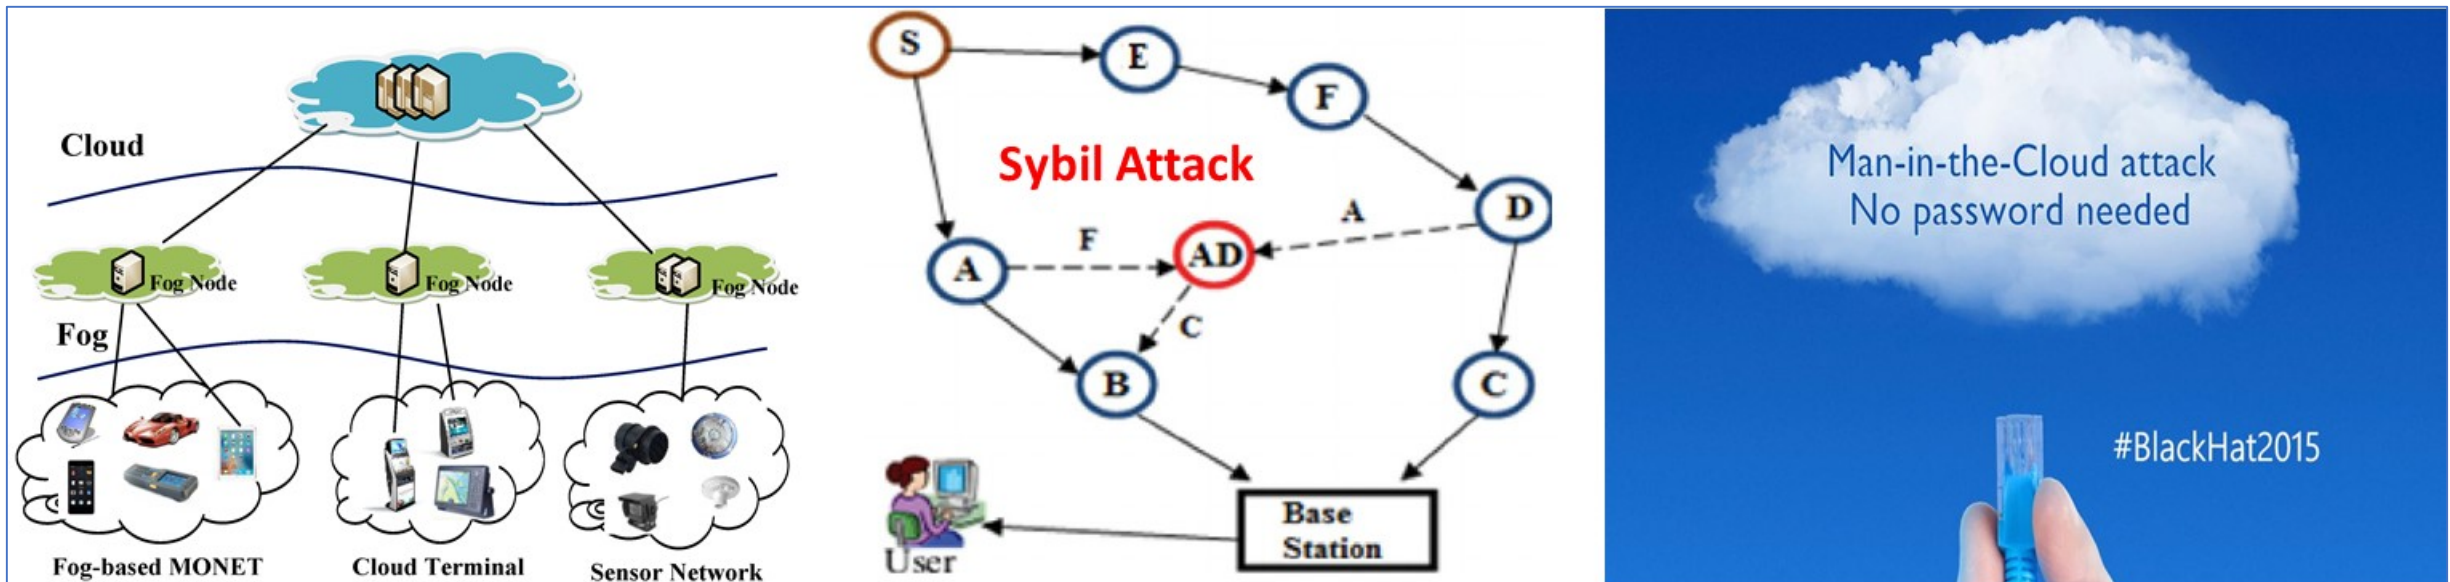 Cloud
Fog Node
Fog Node
Fog Node
Fog
Fog-based MONET
Cloud Terminal
Sensor Network
S
E
F
Sybil Attack
D
A
F
AD
A
C
B
C
Base
Station
User
Man-in-the-Cloud attack
No password needed
#BlackHat2015